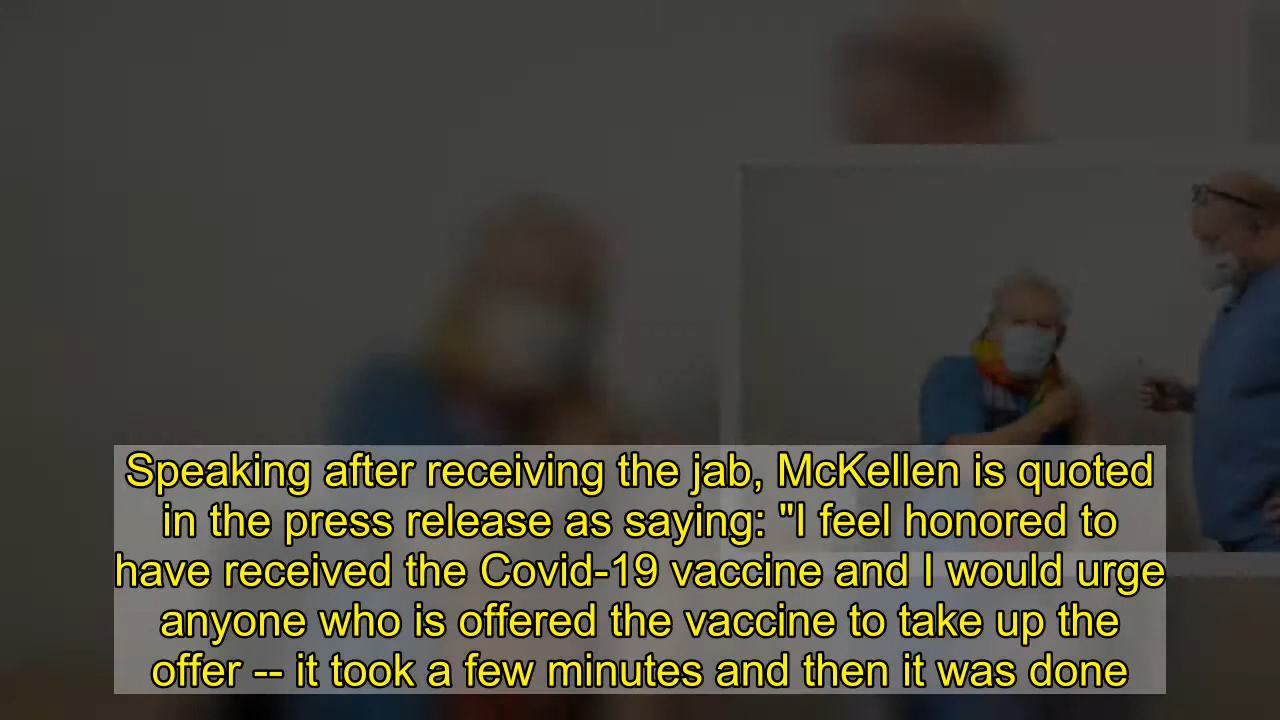 Speaking after receiving the jab, McKellen is quoted
in the press release as saying: "I feel honored to
have received the Covid-19 vaccine and I would urge
anyone who is offered the vaccine to take up the
offer -- it took a few minutes and then it was done